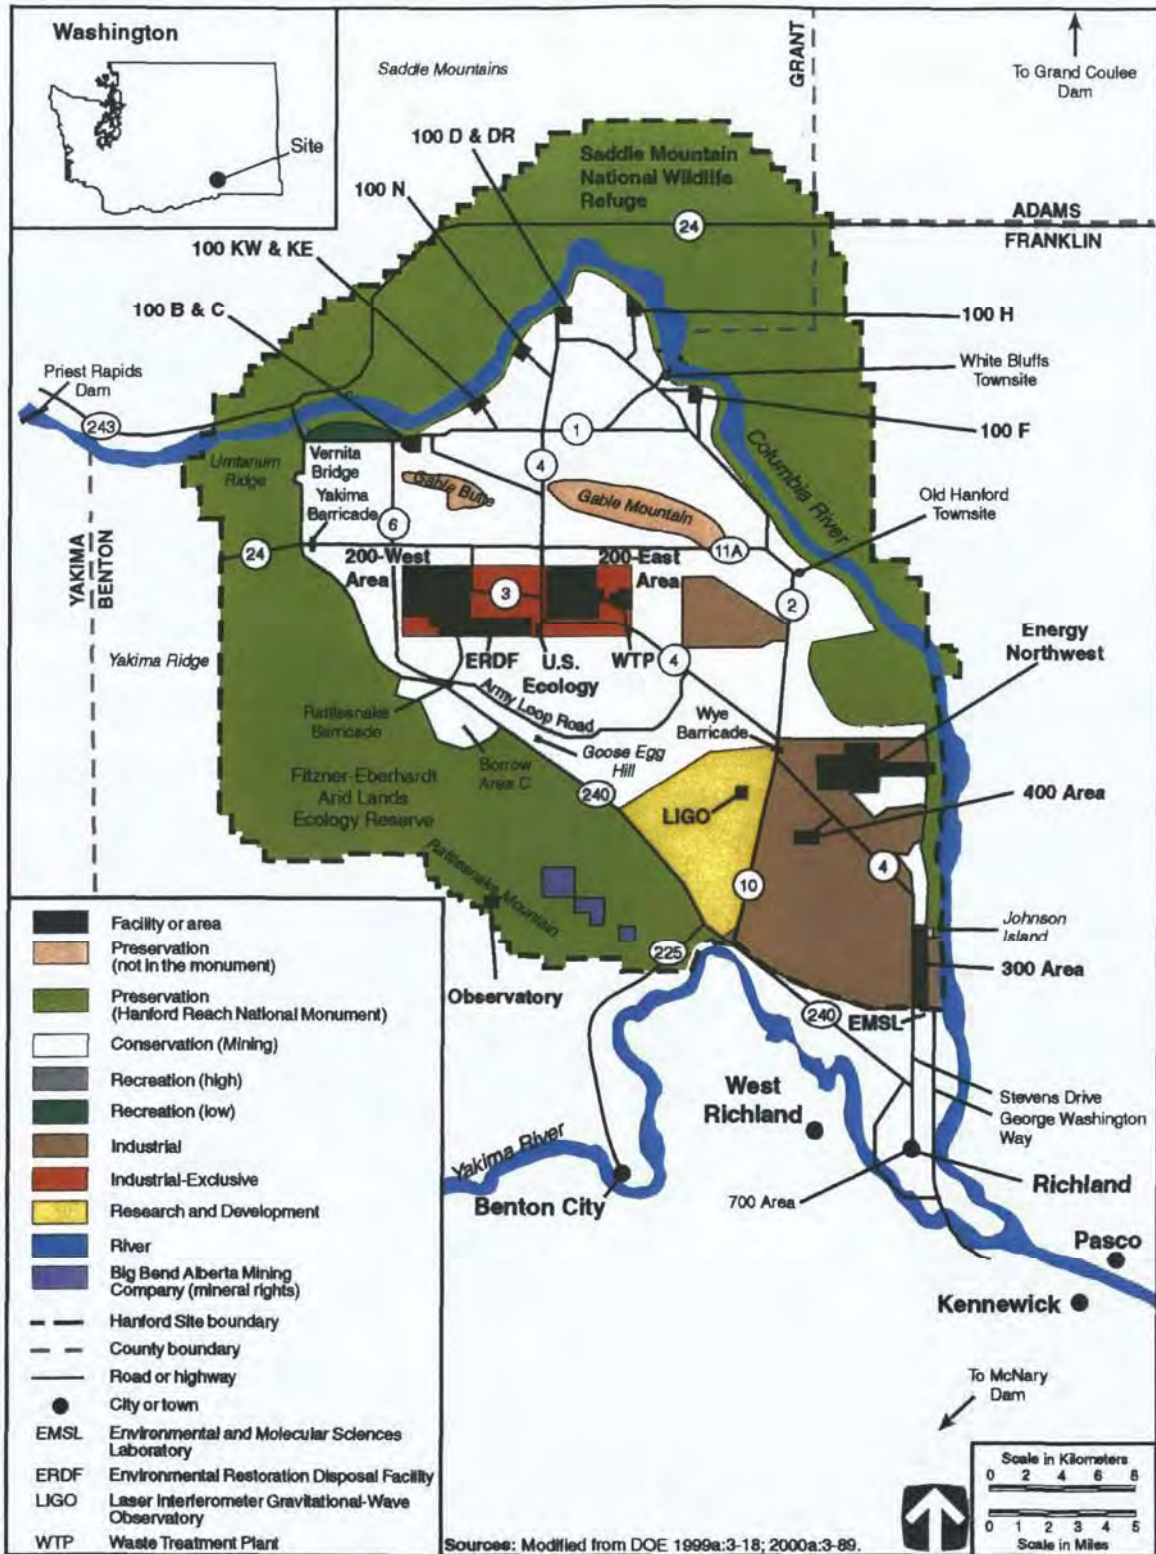 Washington
Site
Saddle Mountains
GRANT
To Grand Coulee
Dam
100 D & DR
Saddle Mountain
National Wildlife
Refuge
100 N
24
ADAMS
FRANKLIN
100 KW & KE
100 B & C
100 H
White Bluffs
Townsite
Priest Rapids
Dam
243
1
100 F
Umtanum
Ridge
Vernita
Bridge
4
Columbia River
Gable Butte
Gable Mountain
Yakima
Barricade
6
Old Hanford
Townsite
24
11A
200-West
Area
200-East
Area
3
2
YAKIMA
BENTON
Yakima Ridge
ERDF
U.S.
Ecology
WTP
4
Energy
Northwest
Army Loop Road
Rattlesnake
Barricade
Wye
Barricade
Goose Egg
Hill
Borrow
Area C
Fitzner-Eberhardt
Arid Lands
Ecology Reserve
240
LIGO
400 Area
Rattlesnake Mountain
10
4
Johnson
Island
225
300 Area
Observatory
240
EMSL
West
Richland
Stevens Drive
George Washington
Way
Yakima River
Benton City
700 Area
Richland
Pasco
Kennewick
To McNary
Dam
Facility or area
Preservation
(not in the monument)
Preservation
(Hanford Reach National Monument)
Conservation (Mining)
Recreation (high)
Recreation (low)
Industrial
Industrial-Exclusive
Research and Development
River
Big Bend Alberta Mining
Company (mineral rights)
Hanford Site boundary
County boundary
Road or highway
City or town
EMSL Environmental and Molecular Sciences
Laboratory
ERDF Environmental Restoration Disposal Facility
LIGO Laser Interferometer Gravitational-Wave
Observatory
WTP Waste Treatment Plant
Sources: Modified from DOE 1999a:3-18; 2000a:3-89.
Scale in Kilometers
0 2 4 6 8
0 1 2 3 4 5
Scale in Miles